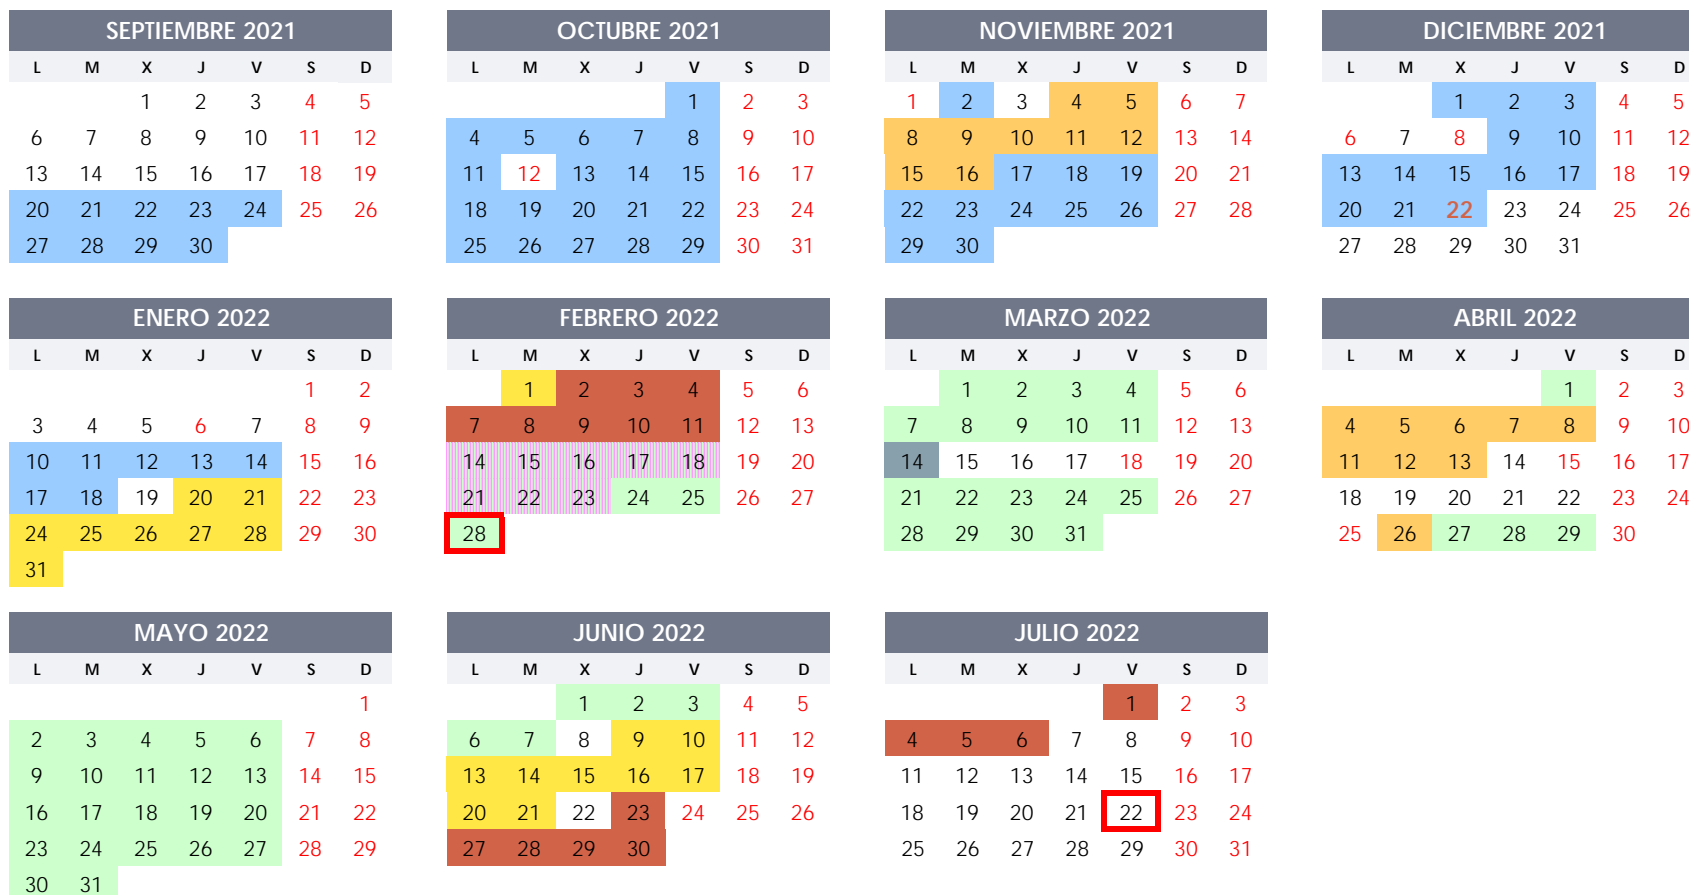 SEPTIEMBRE 2021
L M X J V S D
1 2 3 4 5
6 7 8 9 10 11 12
13 14 15 16 17 18 19
20 21 22 23 24 25 26
27 28 29 30
OCTUBRE 2021
L M X J V S D
1 2 3
4 5 6 7 8 9 10
11 12 13 14 15 16 17
18 19 20 21 22 23 24
25 26 27 28 29 30 31
NOVIEMBRE 2021
L M X J V S D
1 2 3 4 5 6 7
8 9 10 11 12 13 14
15 16 17 18 19 20 21
22 23 24 25 26 27 28
29 30
DICIEMBRE 2021
L M X J V S D
1 2 3 4 5
6 7 8 9 10 11 12
13 14 15 16 17 18 19
20 21 22 23 24 25 26
27 28 29 30 31
ENERO 2022
L M X J V S D
1 2
3 4 5 6 7 8 9
10 11 12 13 14 15 16
17 18 19 20 21 22 23
24 25 26 27 28 29 30
31
FEBRERO 2022
L M X J V S D
1 2 3 4 5 6
7 8 9 10 11 12 13
14 15 16 17 18 19 20
21 22 23 24 25 26 27
28
MARZO 2022
L M X J V S D
1 2 3 4 5 6
7 8 9 10 11 12 13
14 15 16 17 18 19 20
21 22 23 24 25 26 27
28 29 30 31
ABRIL 2022
L M X J V S D
1 2 3
4 5 6 7 8 9 10
11 12 13 14 15 16 17
18 19 20 21 22 23 24
25 26 27 28 29 30
MAYO 2022
L M X J V S D
1
2 3 4 5 6 7 8
9 10 11 12 13 14 15
16 17 18 19 20 21 22
23 24 25 26 27 28 29
30 31
JUNIO 2022
L M X J V S D
1 2 3 4 5
6 7 8 9 10 11 12
13 14 15 16 17 18 19
20 21 22 23 24 25 26
27 28 29 30
JULIO 2022
L M X J V S D
1 2 3
4 5 6 7 8 9 10
11 12 13 14 15 16 17
18 19 20 21 22 23 24
25 26 27 28 29 30 31